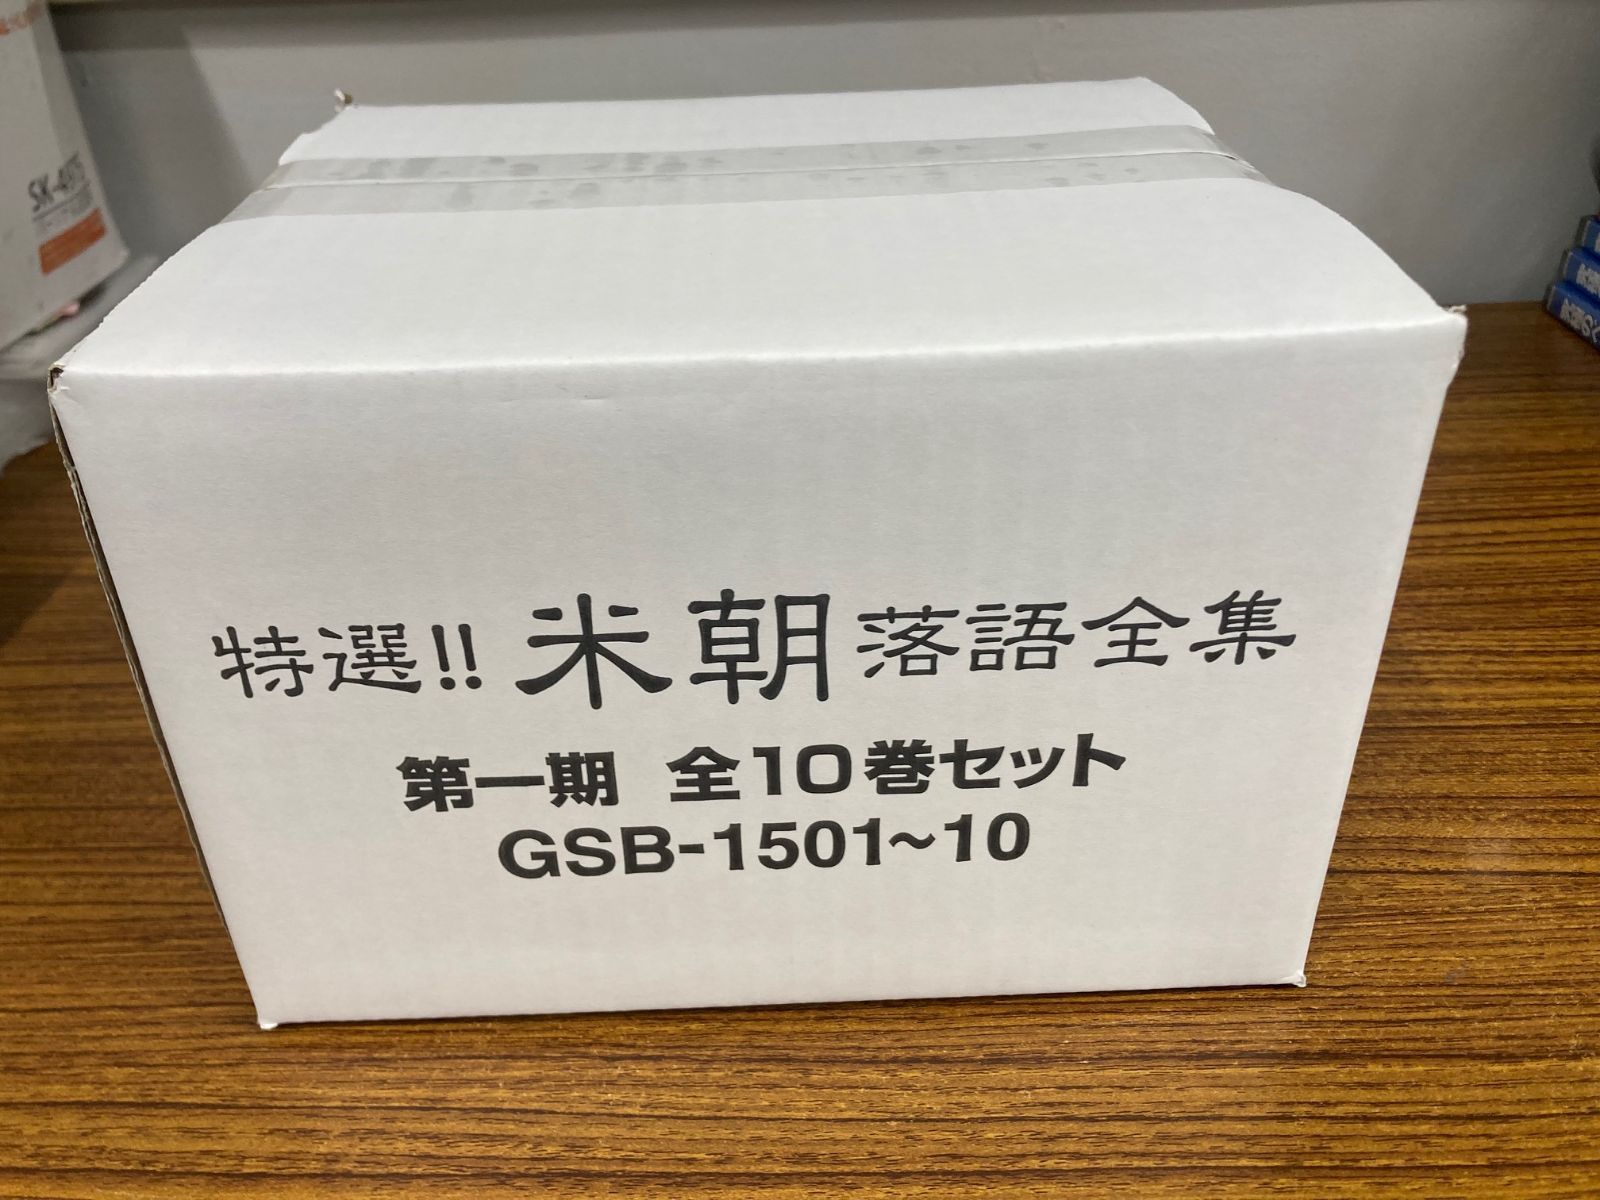 特選!! 米朝 落語全集
第一期 全10巻セット
GSB-1501~10